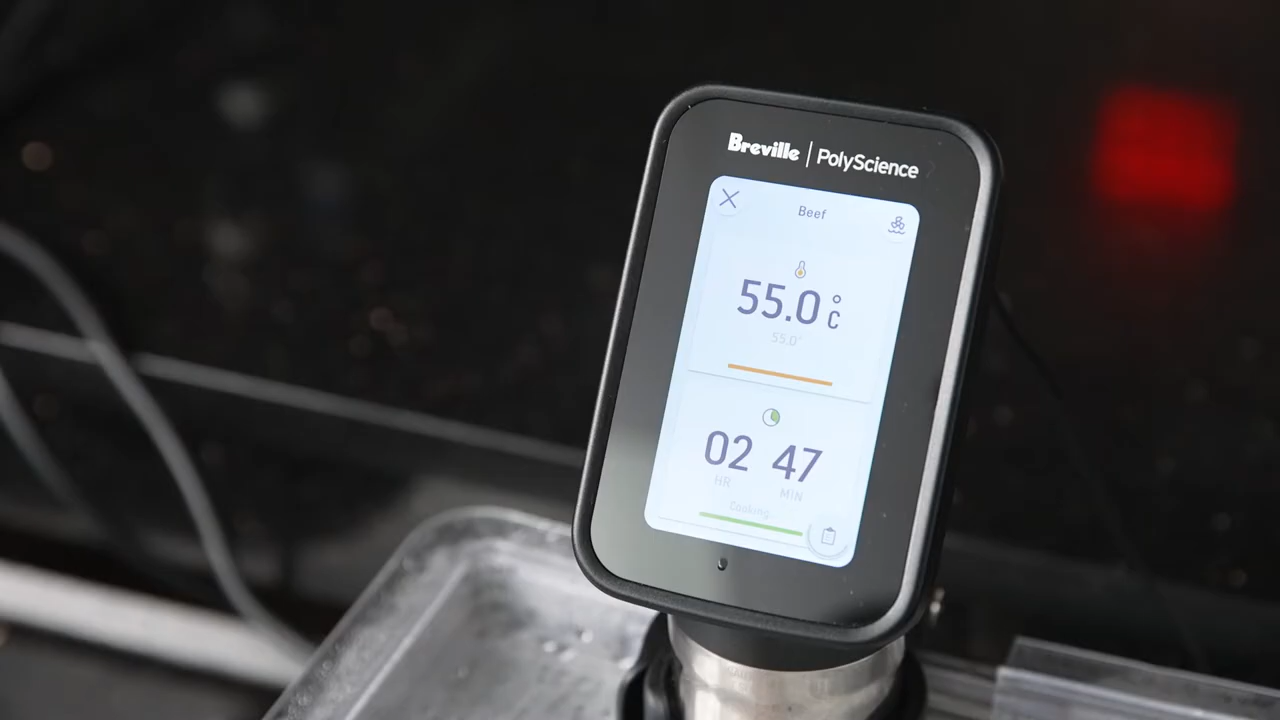 Breville | PolyScience
Beef
55.0 °C
55.0°
02 47
HR MIN
Cooking